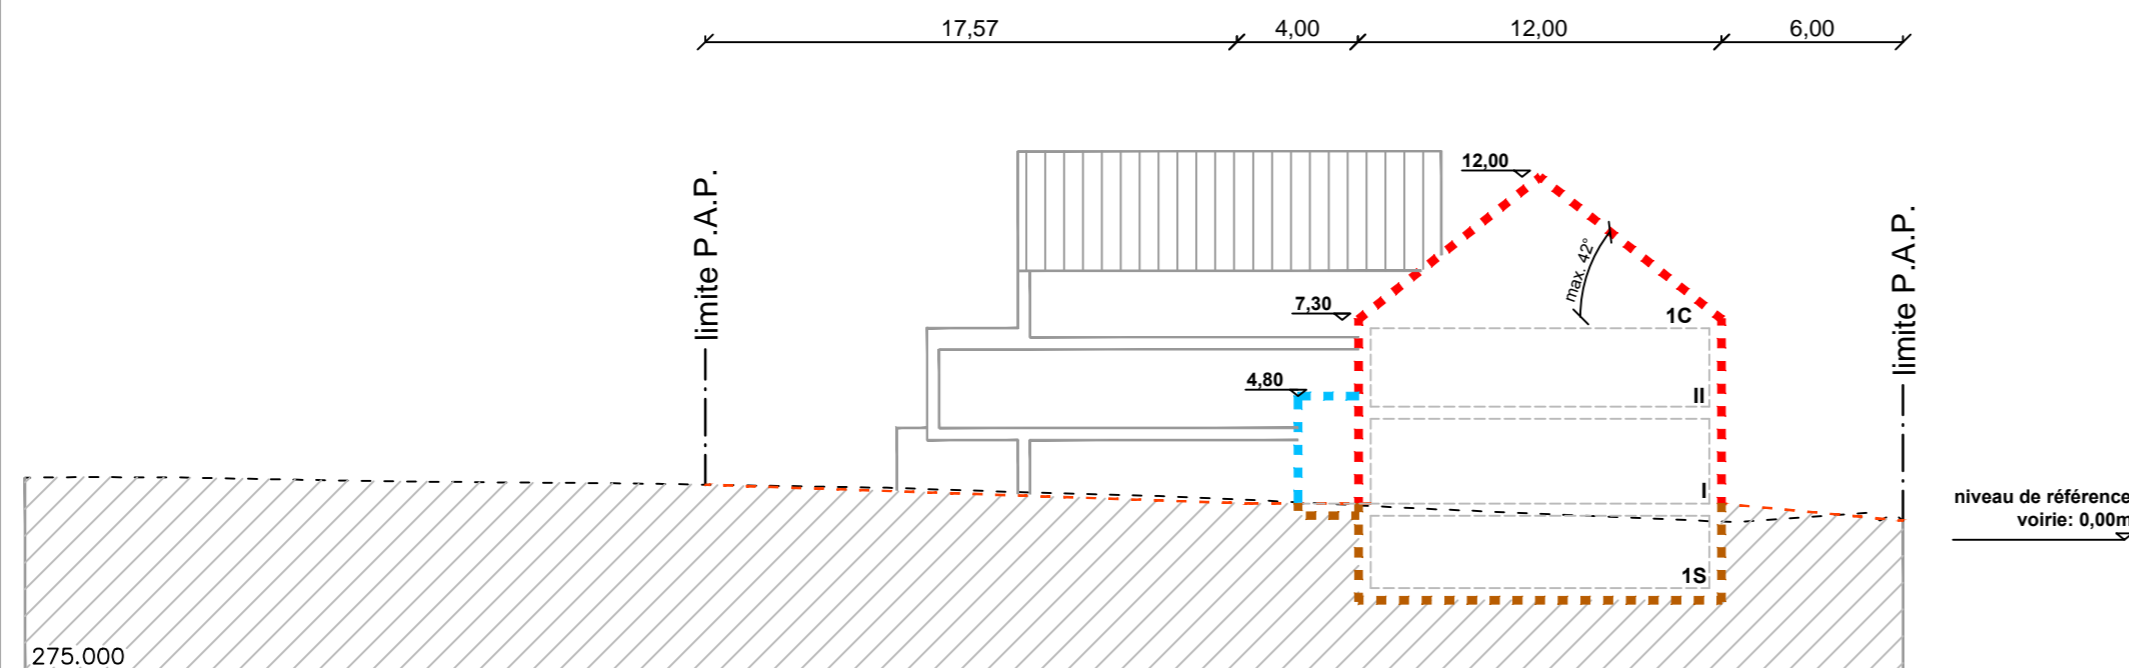 17,57
4,00
12,00
6,00
limite P.A.P.
12,00
limite P.A.P.
max. 42°
7,30
1C
4,80
II
I
niveau de référence
voirie: 0,00m
1S
275.000